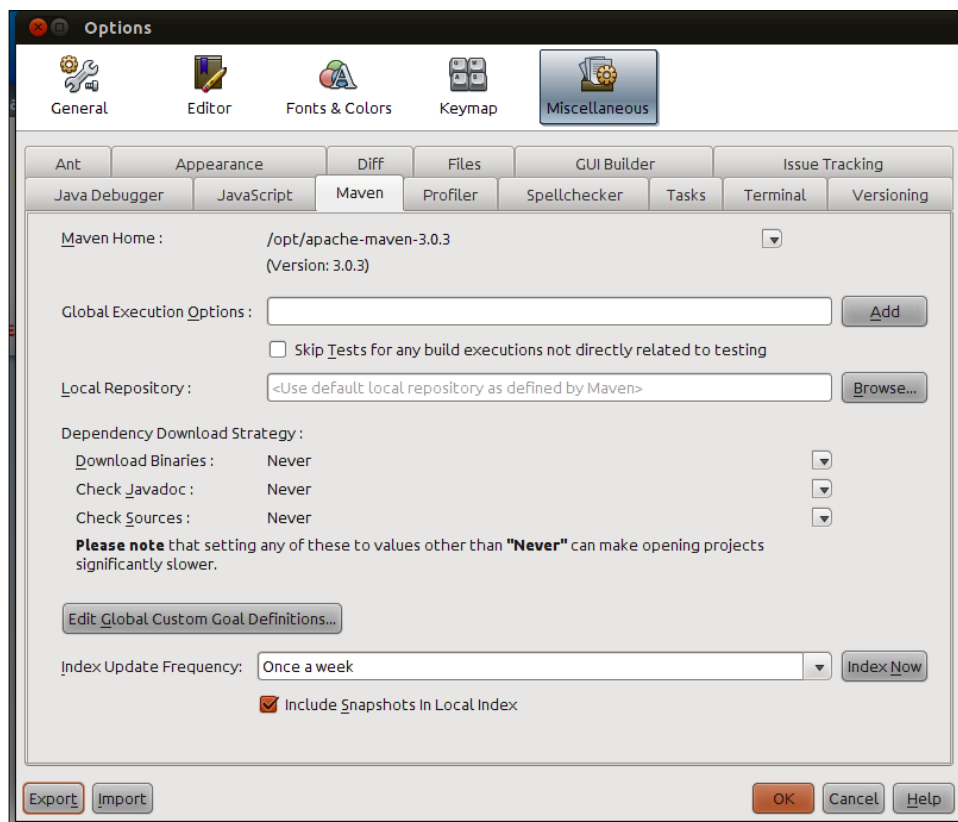 Options
General Editor Fonts & Colors Keymap Miscellaneous
Ant Appearance Diff Files GUI Builder Issue Tracking
Java Debugger JavaScript Maven Profiler Spellchecker Tasks Terminal Versioning
Maven Home : /opt/apache-maven-3.0.3
(Version: 3.0.3)
Global Execution Options : Add
Skip Tests for any build executions not directly related to testing
Local Repository : <Use default local repository as defined by Maven> Browse...
Dependency Download Strategy :
Download Binaries : Never
Check Javadoc : Never
Check Sources : Never
Please note that setting any of these to values other than "Never" can make opening projects
significantly slower.
Edit Global Custom Goal Definitions...
Index Update Frequency: Once a week Index Now
Include Snapshots In Local Index
Export Import OK Cancel Help